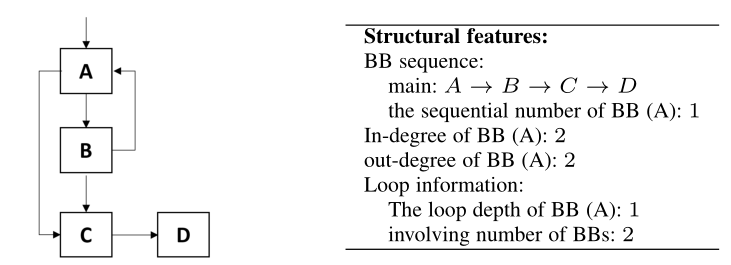 A
B
C
D
Structural features:
BB sequence:
main: A → B → C → D
the sequential number of BB (A): 1
In-degree of BB (A): 2
out-degree of BB (A): 2
Loop information:
The loop depth of BB (A): 1
involving number of BBs: 2